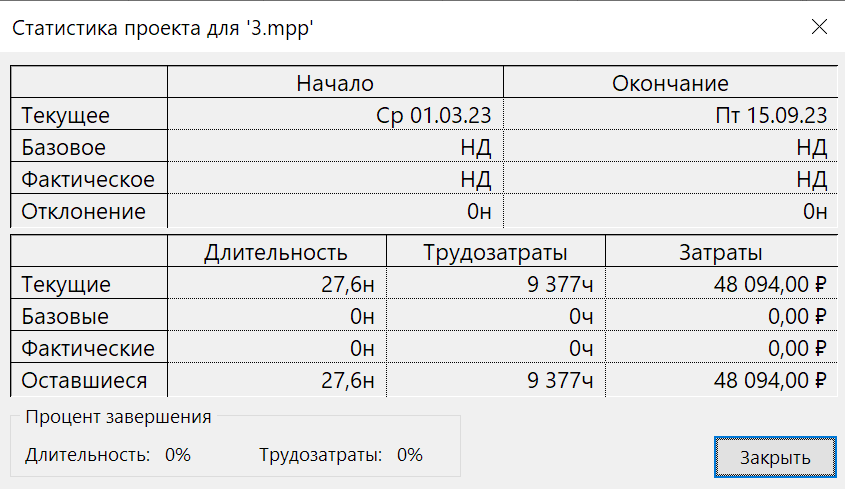 Статистика проекта для '3.mpp'
Начало Окончание
Текущее Ср 01.03.23 Пт 15.09.23
Базовое НД НД
Фактическое НД НД
Отклонение 0н 0н
Длительность Трудозатраты Затраты
Текущие 27,6н 9 377ч 48 094,00 ₽
Базовые 0н 0ч 0,00 ₽
Фактические 0н 0ч 0,00 ₽
Оставшиеся 27,6н 9 377ч 48 094,00 ₽
Процент завершения
Длительность: 0% Трудозатраты: 0%
Закрыть